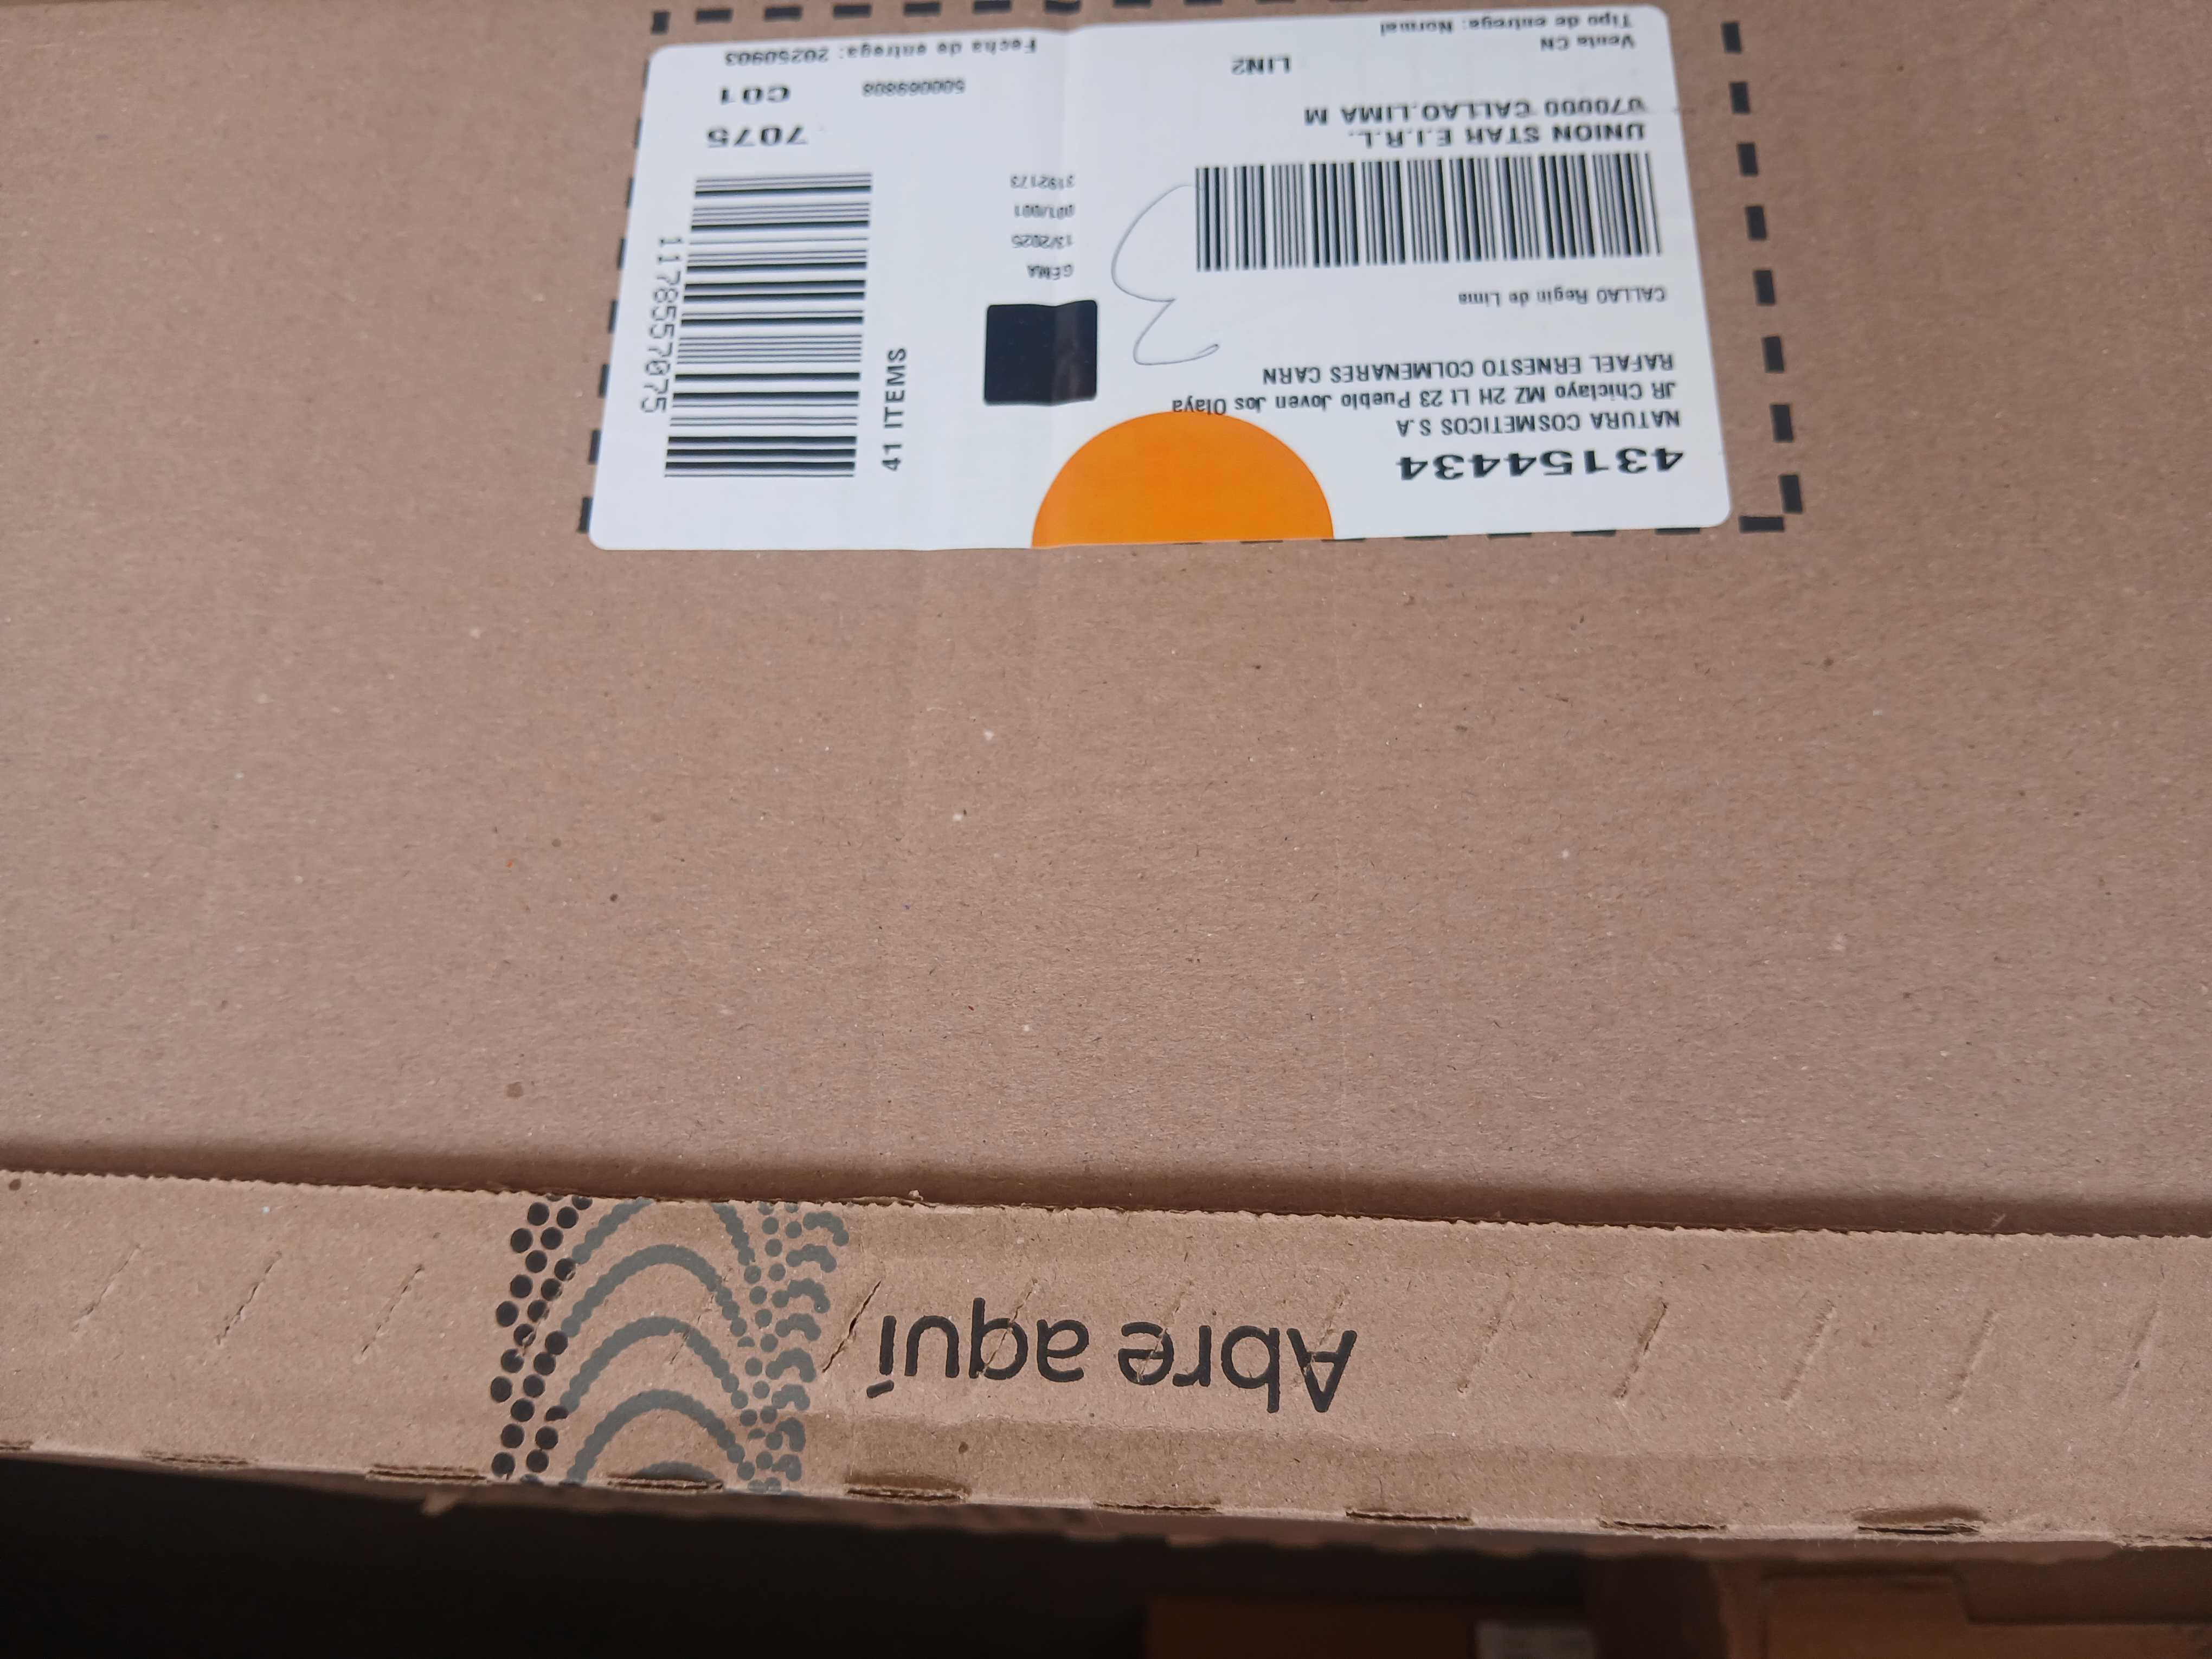 43154434
NATURA COSMETICOS S.A
JR Chiclayo MZ 2H Lt 23 Pueblo Joven Jos Olaya
RAFAEL ERNESTO COLMENARES CARN
CALLAO Regin de Lima
UNION STAR E.I.R.L.
070000 CALLAO.LIMA M
LIN2
Venta CN
Tipo de entrega: Normal
GEMA
13/2025
001/001
3192173
41 ITEMS
1178557075
7075
C01
500069808
Fecha de entrega: 20250903
3
Abre aquí